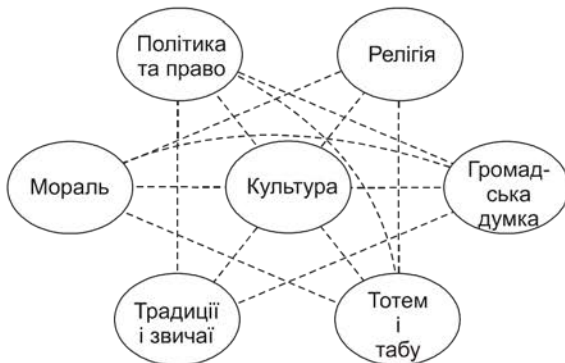 Політика
та право
Релігія
Мораль
Культура
Громад-
ська
думка
Традиції
і звичаї
Тотем
і
табу